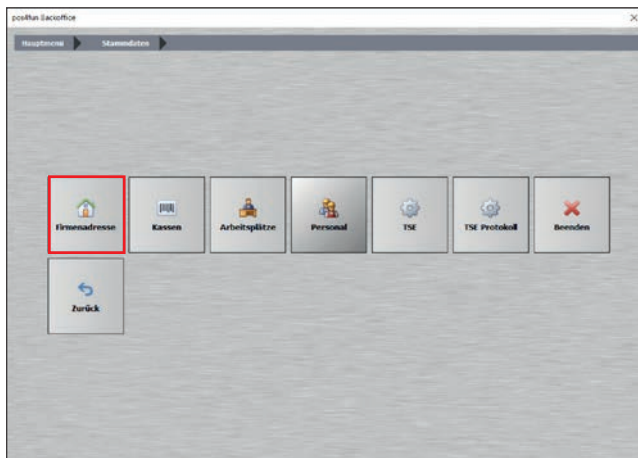 pos4fun Backoffice
Hauptmenü Stammdaten
Firmenadresse Kassen Arbeitsplätze Personal TSE TSE Protokoll Beenden
Zurück